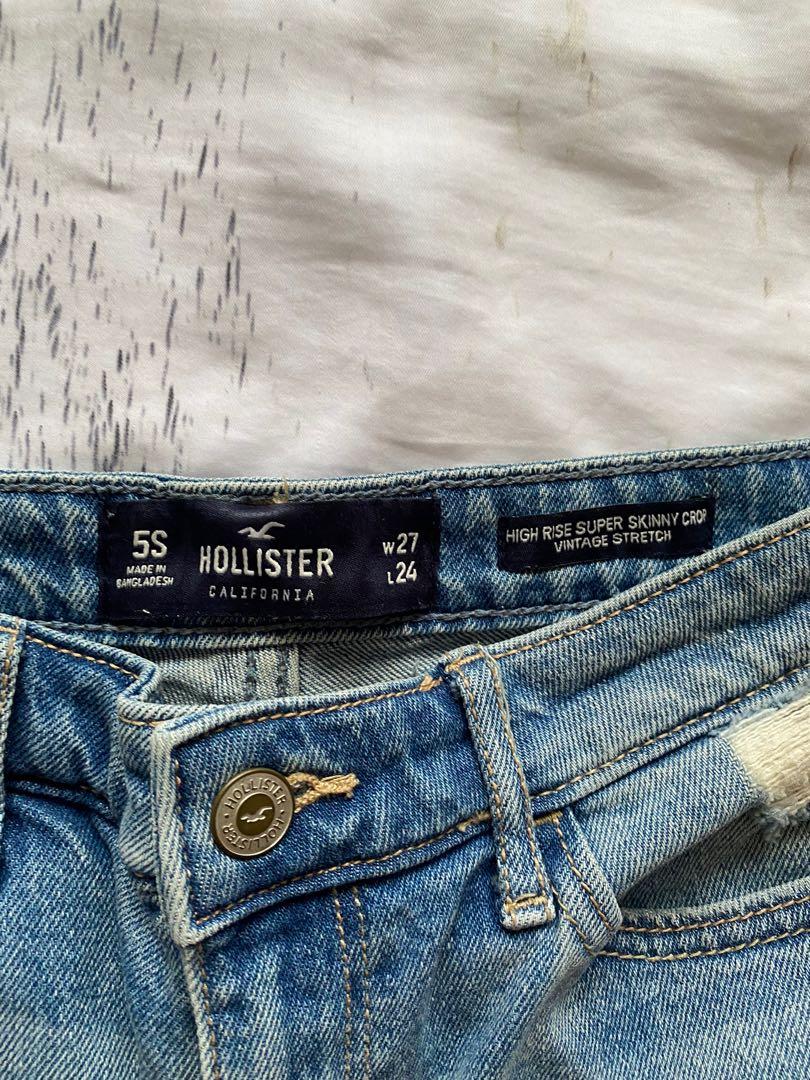 5S
MADE IN
BANGLADESH
HOLLISTER
CALIFORNIA
W27
L24
HIGH RISE SUPER SKINNY CROP
VINTAGE STRETCH
HOLLISTER · HOLLISTER ·